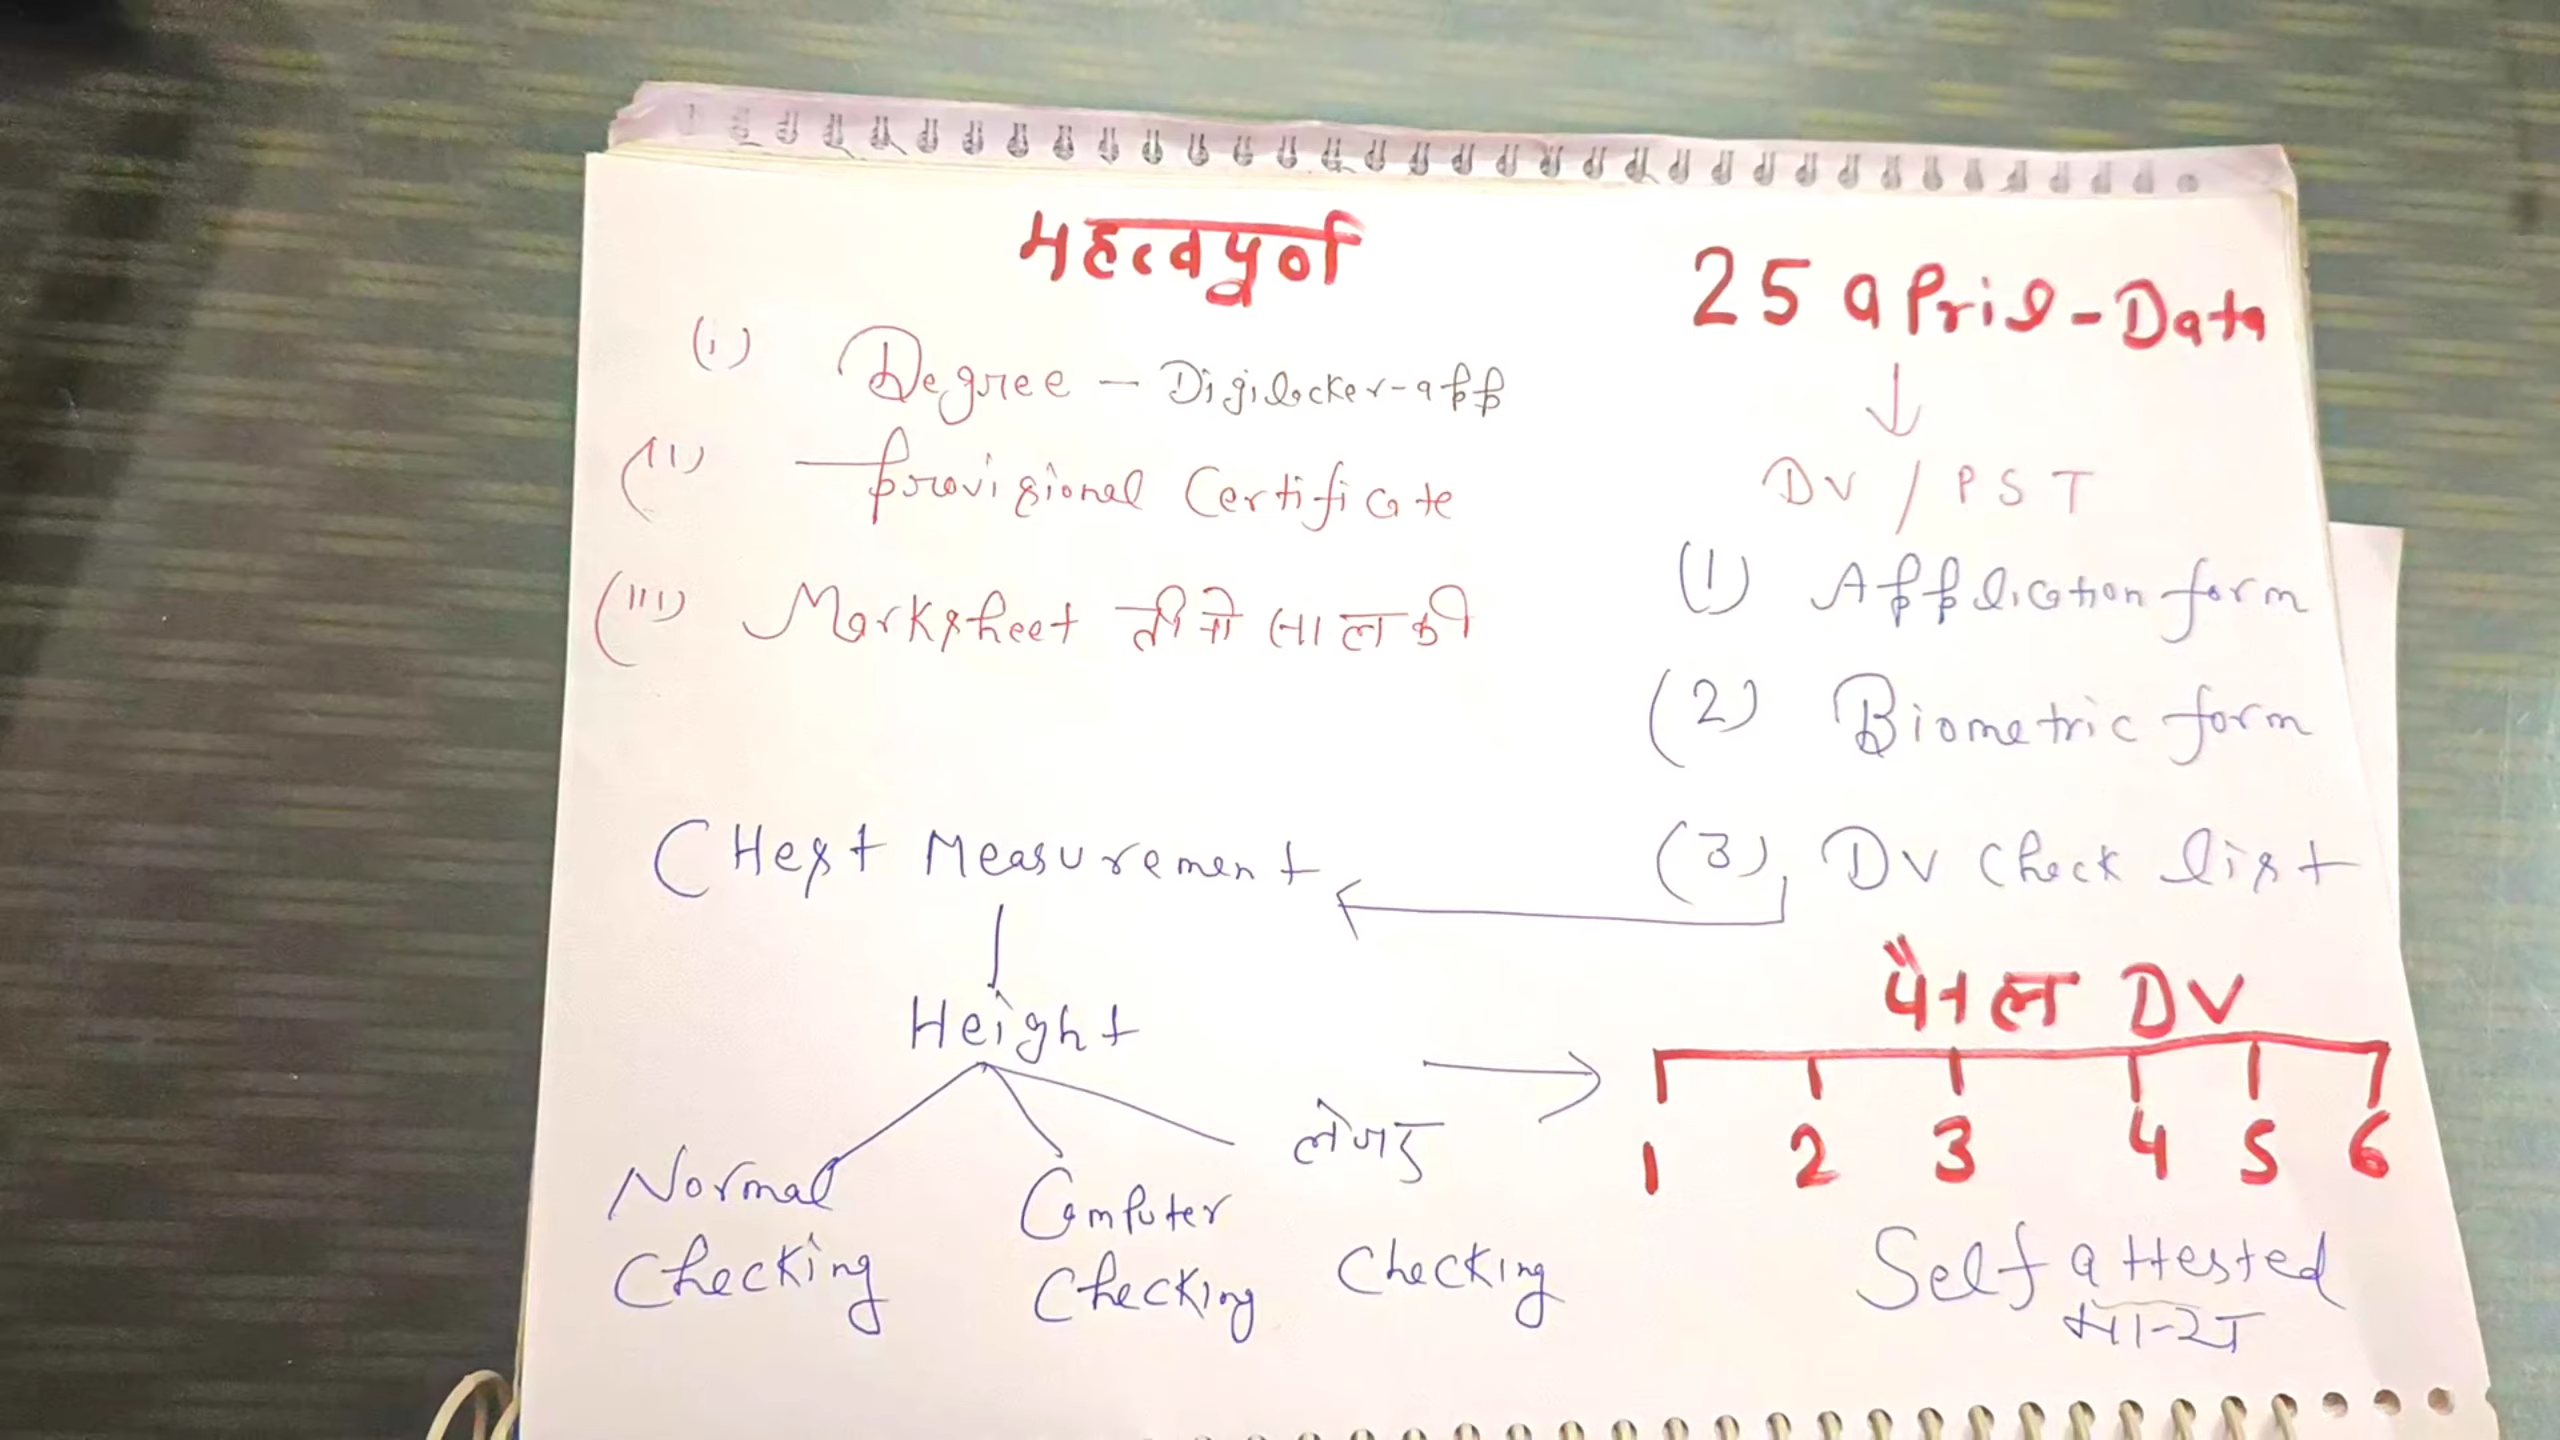 महत्वपूर्ण
(i) Degree - Digilocker-app
(ii) Provisional Certificate
(iii) Marksheet तीनो साल की
25 april-Data
↓
DV / PST
(1) Application form
(2) Biometric form
(3) DV Check list
CHest Measurement
Height
Normal Checking
Computer Checking
लेजर Checking
पैनल DV
1 2 3 4 5 6
Self attested
मान्य